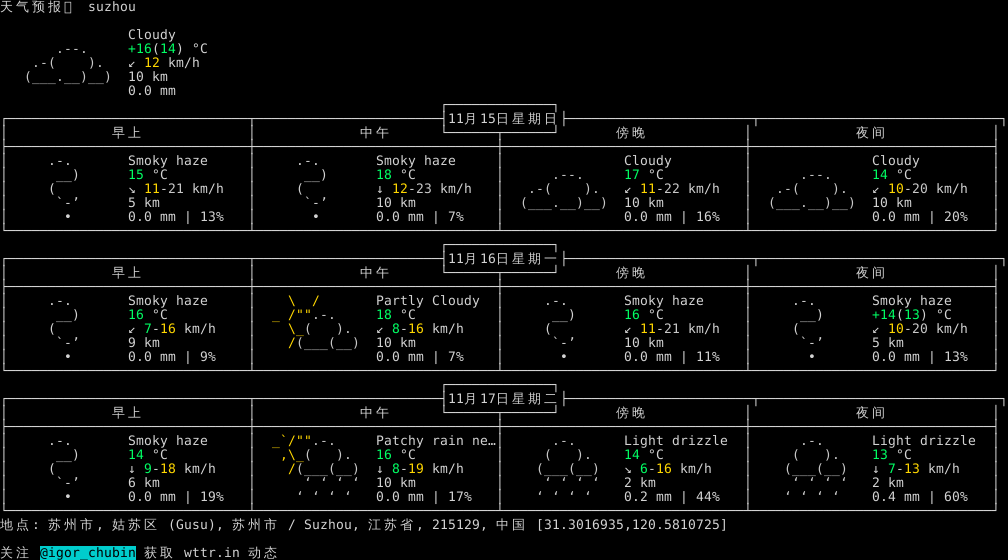 天气预报： suzhou
Cloudy
+16(14) °C
↙ 12 km/h
10 km
0.0 mm
11月15日星期日
早上 中午 傍晚 夜间
Smoky haze Smoky haze Cloudy Cloudy
15 °C 18 °C 17 °C 14 °C
↘ 11-21 km/h ↓ 12-23 km/h ↙ 11-22 km/h ↙ 10-20 km/h
5 km 10 km 10 km 10 km
0.0 mm | 13% 0.0 mm | 7% 0.0 mm | 16% 0.0 mm | 20%
11月16日星期一
早上 中午 傍晚 夜间
Smoky haze Partly Cloudy Smoky haze Smoky haze
16 °C 18 °C 16 °C +14(13) °C
↙ 7-16 km/h ↙ 8-16 km/h ↙ 11-21 km/h ↙ 10-20 km/h
9 km 10 km 10 km 5 km
0.0 mm | 9% 0.0 mm | 7% 0.0 mm | 11% 0.0 mm | 13%
11月17日星期二
早上 中午 傍晚 夜间
Smoky haze Patchy rain ne… Light drizzle Light drizzle
14 °C 16 °C 14 °C 13 °C
↓ 9-18 km/h ↓ 8-19 km/h ↘ 6-16 km/h ↓ 7-13 km/h
6 km 10 km 2 km 2 km
0.0 mm | 19% 0.0 mm | 17% 0.2 mm | 44% 0.4 mm | 60%
地点: 苏州市, 姑苏区 (Gusu), 苏州市 / Suzhou, 江苏省, 215129, 中国 [31.3016935,120.5810725]
关注 @igor_chubin 获取 wttr.in 动态